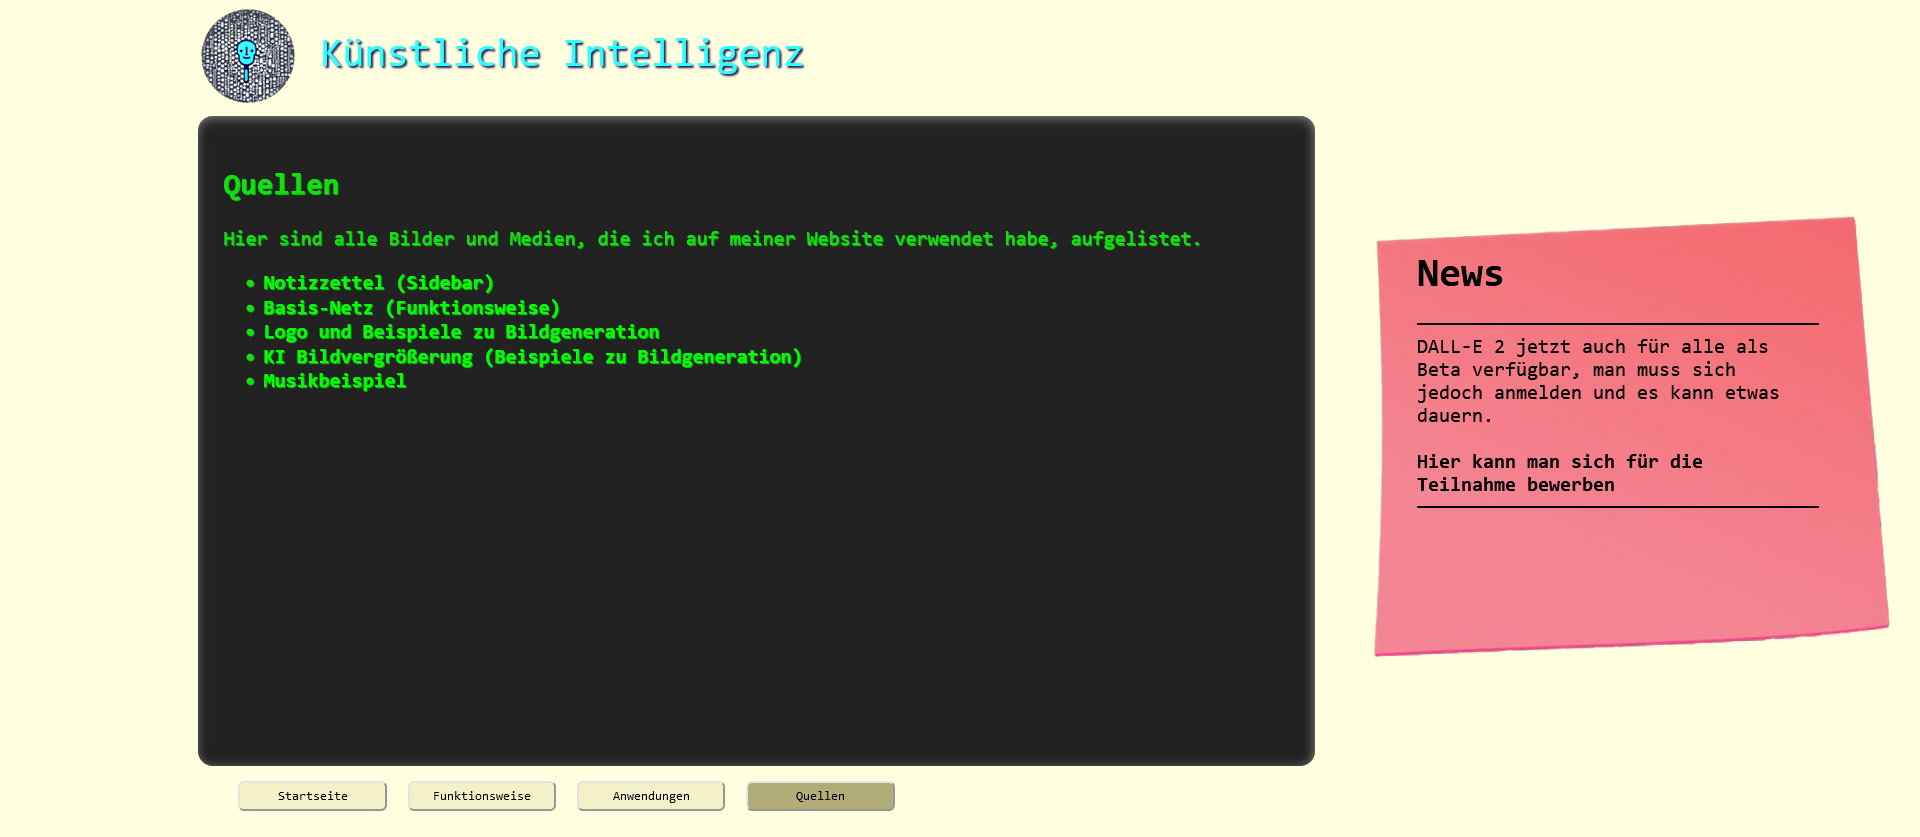 Künstliche Intelligenz
Quellen
Hier sind alle Bilder und Medien, die ich auf meiner Website verwendet habe, aufgelistet.
• Notizzettel (Sidebar)
• Basis-Netz (Funktionsweise)
• Logo und Beispiele zu Bildgeneration
• KI Bildvergrößerung (Beispiele zu Bildgeneration)
• Musikbeispiel
News
DALL-E 2 jetzt auch für alle als
Beta verfügbar, man muss sich
jedoch anmelden und es kann etwas
dauern.
Hier kann man sich für die
Teilnahme bewerben
Startseite
Funktionsweise
Anwendungen
Quellen